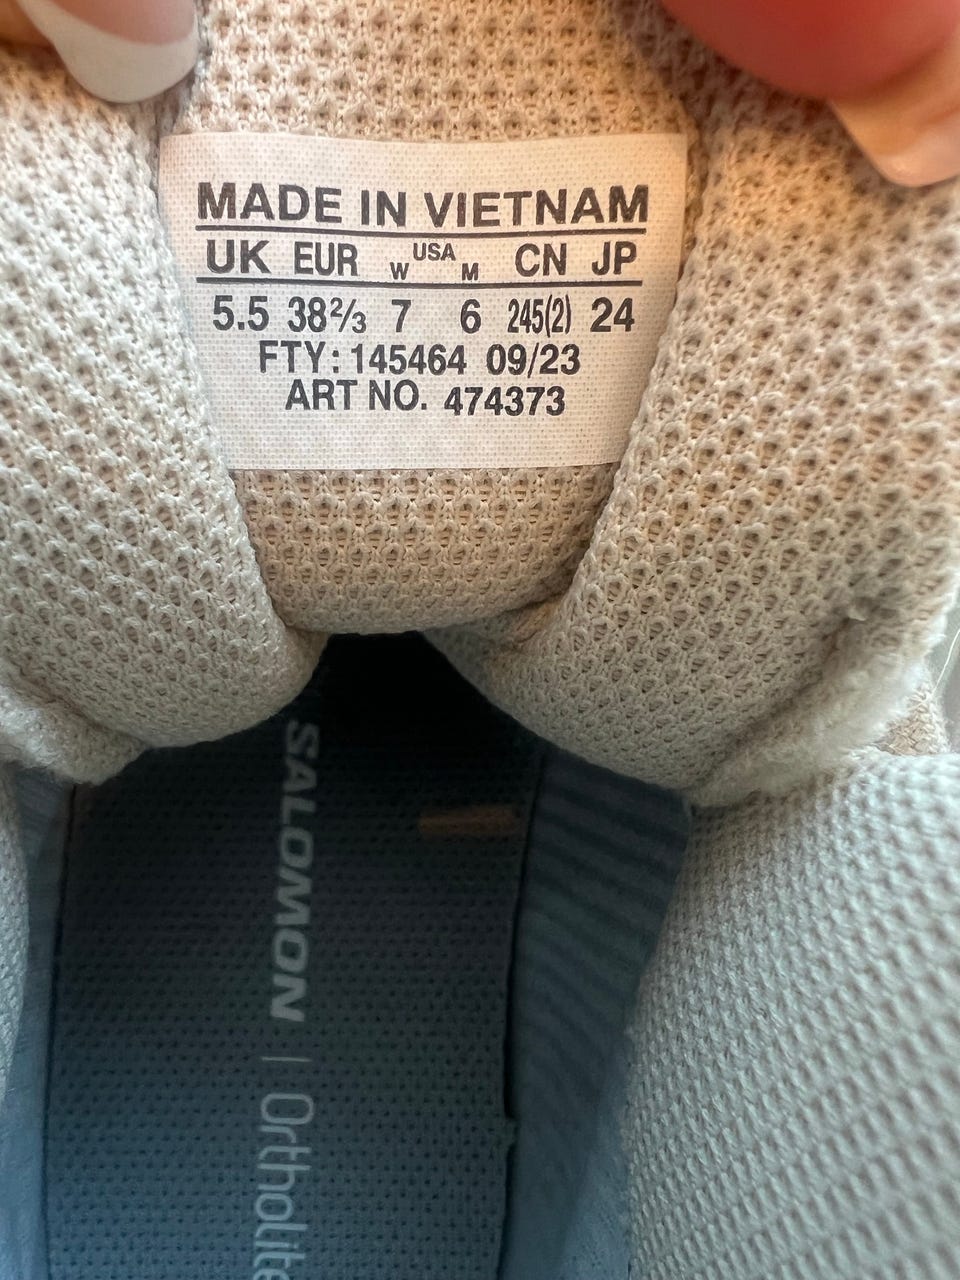 MADE IN VIETNAM
UK EUR W USA M CN JP
5.5 38⅔ 7 6 245(2) 24
FTY: 145464 09/23
ART NO. 474373
SALOMON | Ortholite